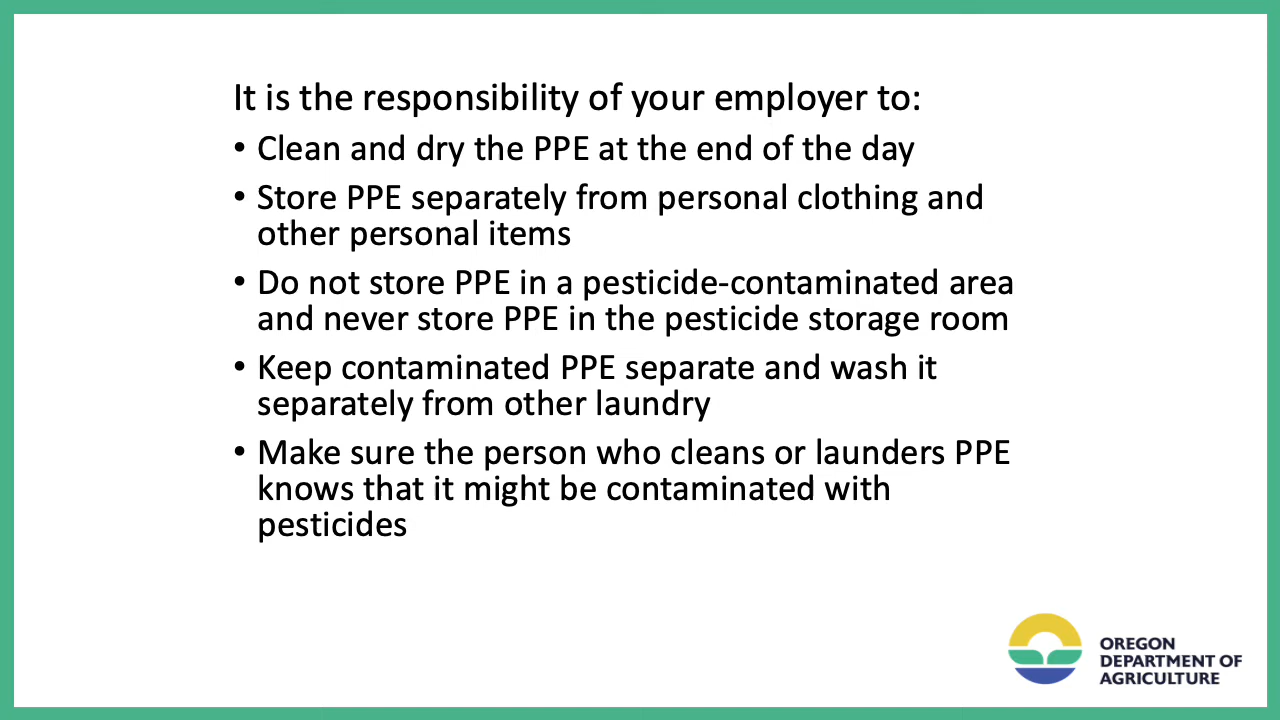 It is the responsibility of your employer to:
• Clean and dry the PPE at the end of the day
• Store PPE separately from personal clothing and
other personal items
• Do not store PPE in a pesticide-contaminated area
and never store PPE in the pesticide storage room
• Keep contaminated PPE separate and wash it
separately from other laundry
• Make sure the person who cleans or launders PPE
knows that it might be contaminated with
pesticides
OREGON
DEPARTMENT OF
AGRICULTURE